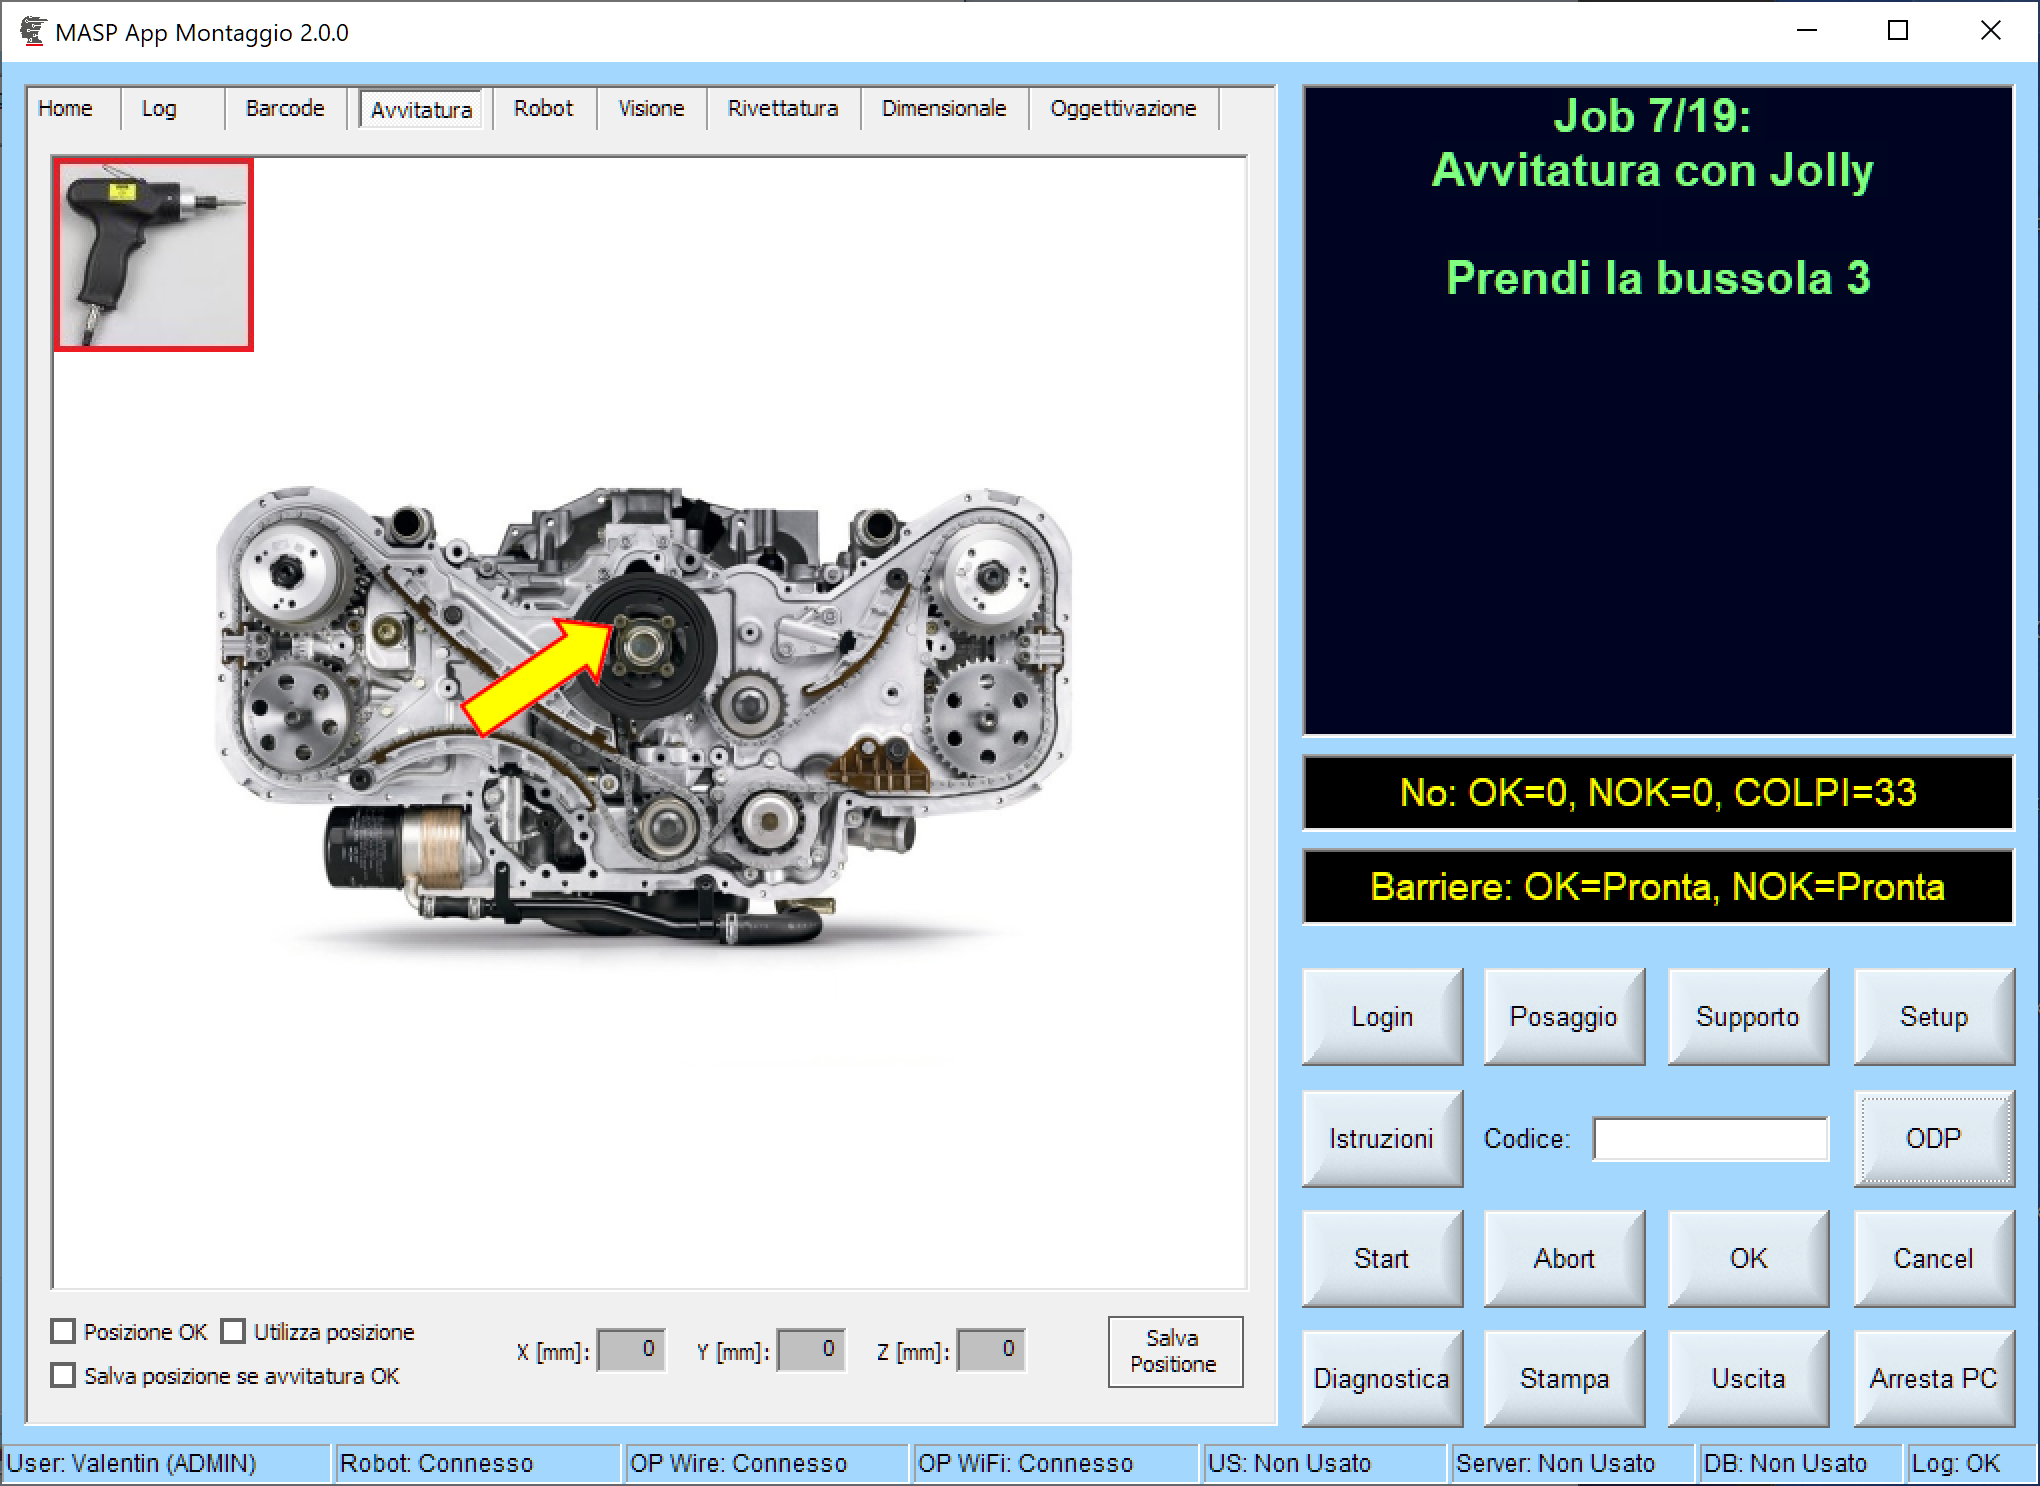 MASP App Montaggio 2.0.0
Home Log Barcode Avvitatura Robot Visione Rivettatura Dimensionale Oggettivazione
Job 7/19:
Avvitatura con Jolly
Prendi la bussola 3
No: OK=0, NOK=0, COLPI=33
Barriere: OK=Pronta, NOK=Pronta
Login Posaggio Supporto Setup
Istruzioni Codice: ODP
Start Abort OK Cancel
Diagnostica Stampa Uscita Arresta PC
Posizione OK Utilizza posizione
Salva posizione se avvitatura OK
X [mm]: 0 Y [mm]: 0 Z [mm]: 0
Salva
Positione
User: Valentin (ADMIN) Robot: Connesso OP Wire: Connesso OP WiFi: Connesso US: Non Usato Server: Non Usato DB: Non Usato Log: OK